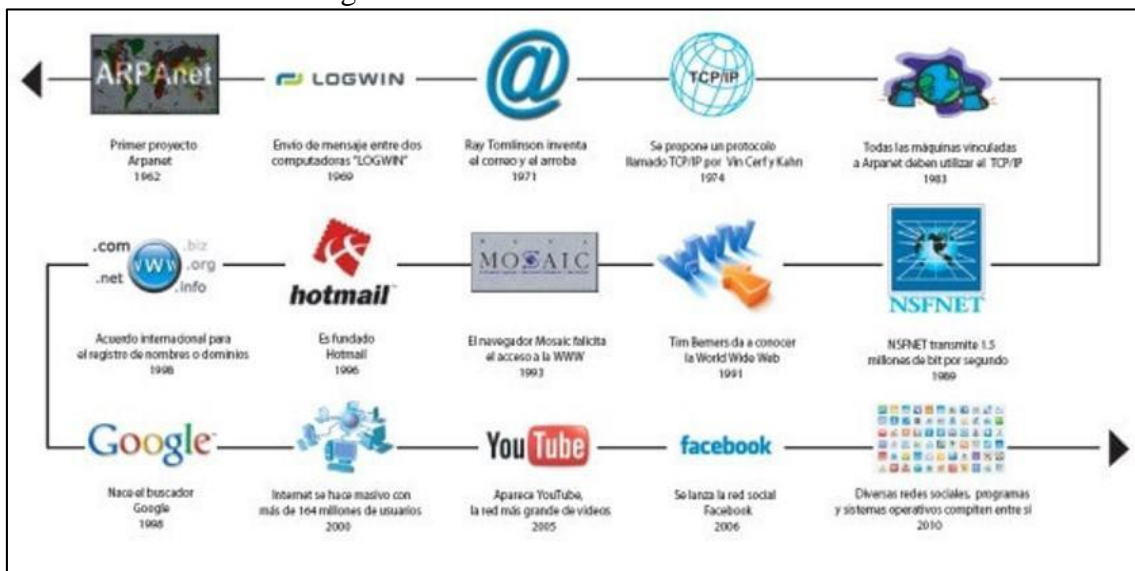 ARPAnet
Primer proyecto
Arpanet
1962
LOGWIN
Envío de mensaje entre dos
computadoras "LOGWIN"
1969
@
Ray Tomlinson inventa
el correo y el arroba
1971
TCP/IP
Se propone un protocolo
llamado TCP/IP por Vin Cerf y Kahn
1974
Todas las máquinas vinculadas
a Arpanet deben utilizar el TCP/IP
1983
NSFNET
NSFNET transmite 1.5
millones de bit por segundo
1989
WWW
Tim Berners da a conocer
la World Wide Web
1991
MOSAIC
El navegador Mosaic falicita
el acceso a la WWW
1993
hotmail
Es fundado
Hotmail
1996
.com
.biz
www
.org
.net
.info
Acuerdo internacional para
el registro de nombres o dominios
1998
Google
Nace el buscador
Google
1998
Internet se hace masivo con
más de 164 millones de usuarios
2000
YouTube
Aparece YouTube,
la red más grande de videos
2005
facebook
Se lanza la red social
Facebook
2006
Diversas redes sociales, programas
y sistemas operativos compiten entre sí
2010